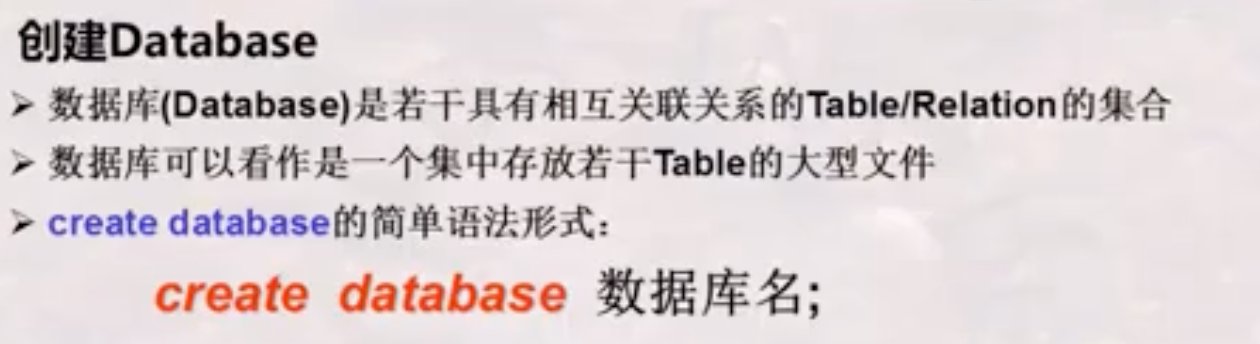 创建Database
➢ 数据库(Database)是若干具有相互关联关系的Table/Relation的集合
➢ 数据库可以看作是一个集中存放若干Table的大型文件
➢ create database的简单语法形式：
create database 数据库名;